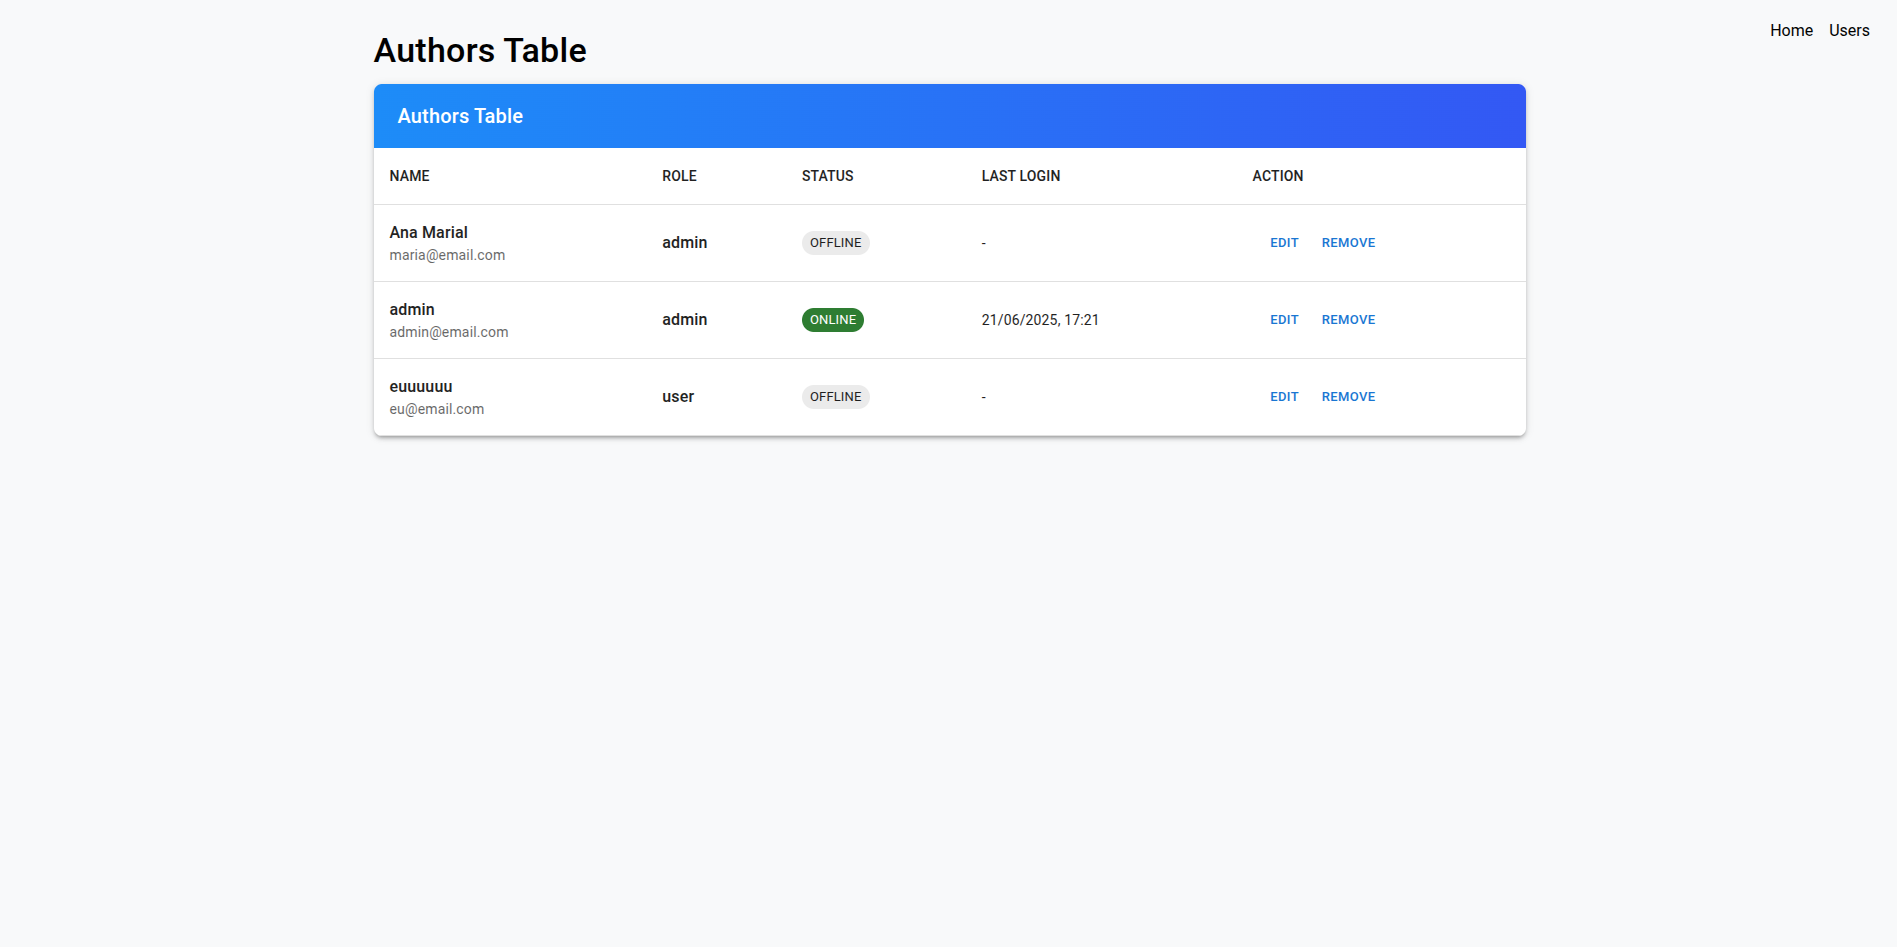 Home Users
Authors Table
Authors Table
NAME ROLE STATUS LAST LOGIN ACTION
Ana Marial
maria@email.com
admin OFFLINE - EDIT REMOVE
admin
admin@email.com
admin ONLINE 21/06/2025, 17:21 EDIT REMOVE
euuuuuu
eu@email.com
user OFFLINE - EDIT REMOVE